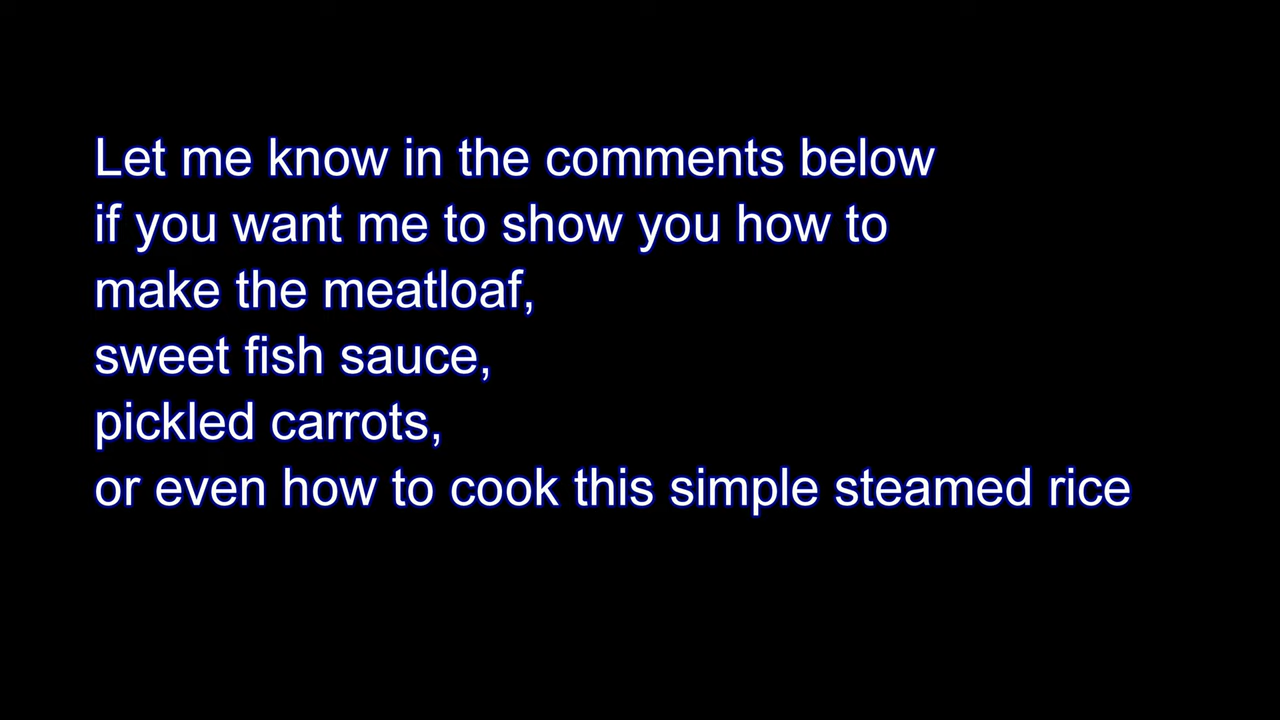 Let me know in the comments below
if you want me to show you how to
make the meatloaf,
sweet fish sauce,
pickled carrots,
or even how to cook this simple steamed rice